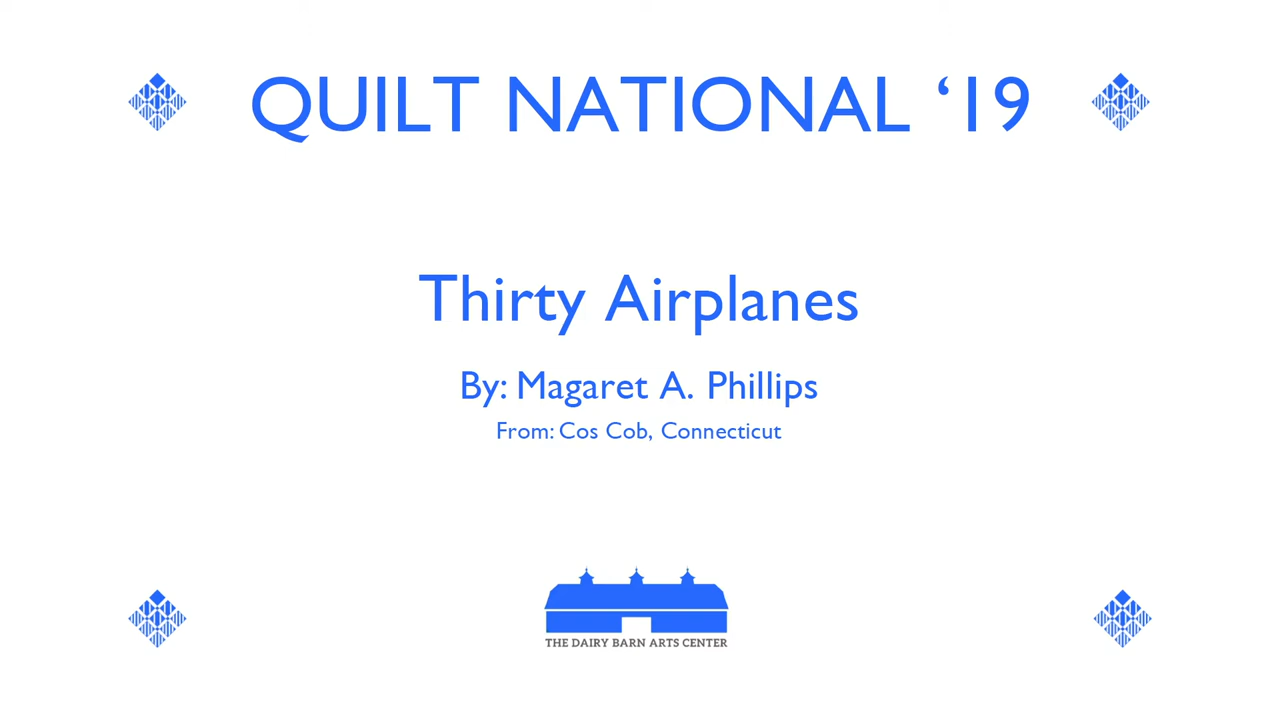 QUILT NATIONAL ‘19
Thirty Airplanes
By: Magaret A. Phillips
From: Cos Cob, Connecticut
THE DAIRY BARN ARTS CENTER